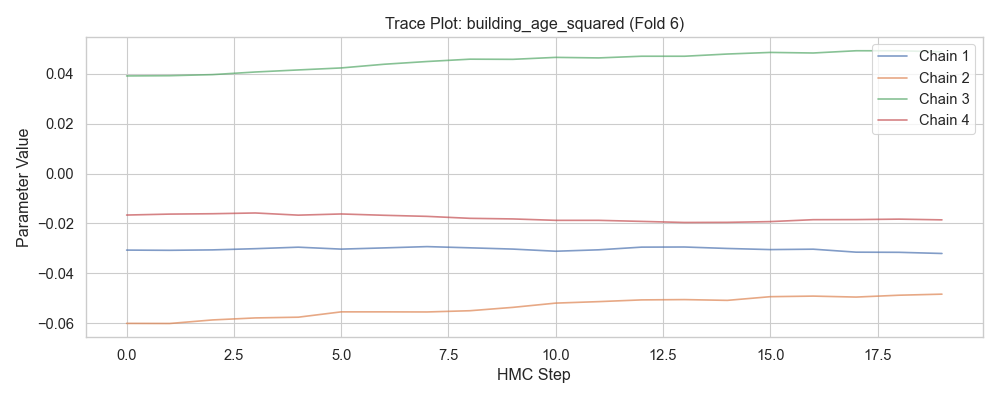 Trace Plot: building_age_squared (Fold 6)
Parameter Value
0.04
0.02
0.00
−0.02
−0.04
−0.06
Chain 1
Chain 2
Chain 3
Chain 4
0.0 2.5 5.0 7.5 10.0 12.5 15.0 17.5
HMC Step